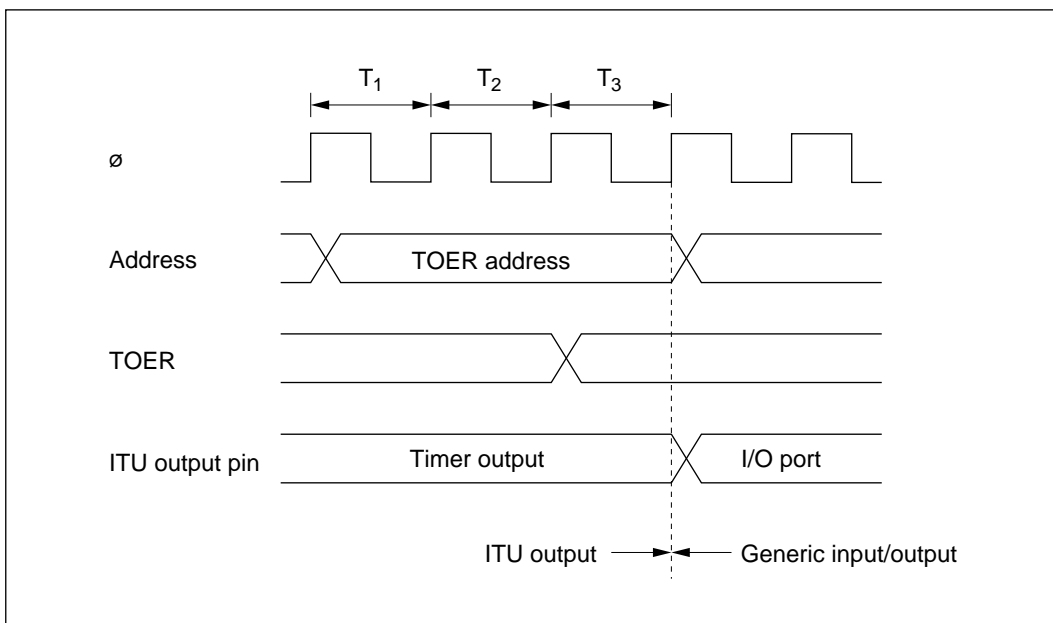 T1 T2 T3
ø
Address TOER address
TOER
ITU output pin Timer output I/O port
ITU output Generic input/output